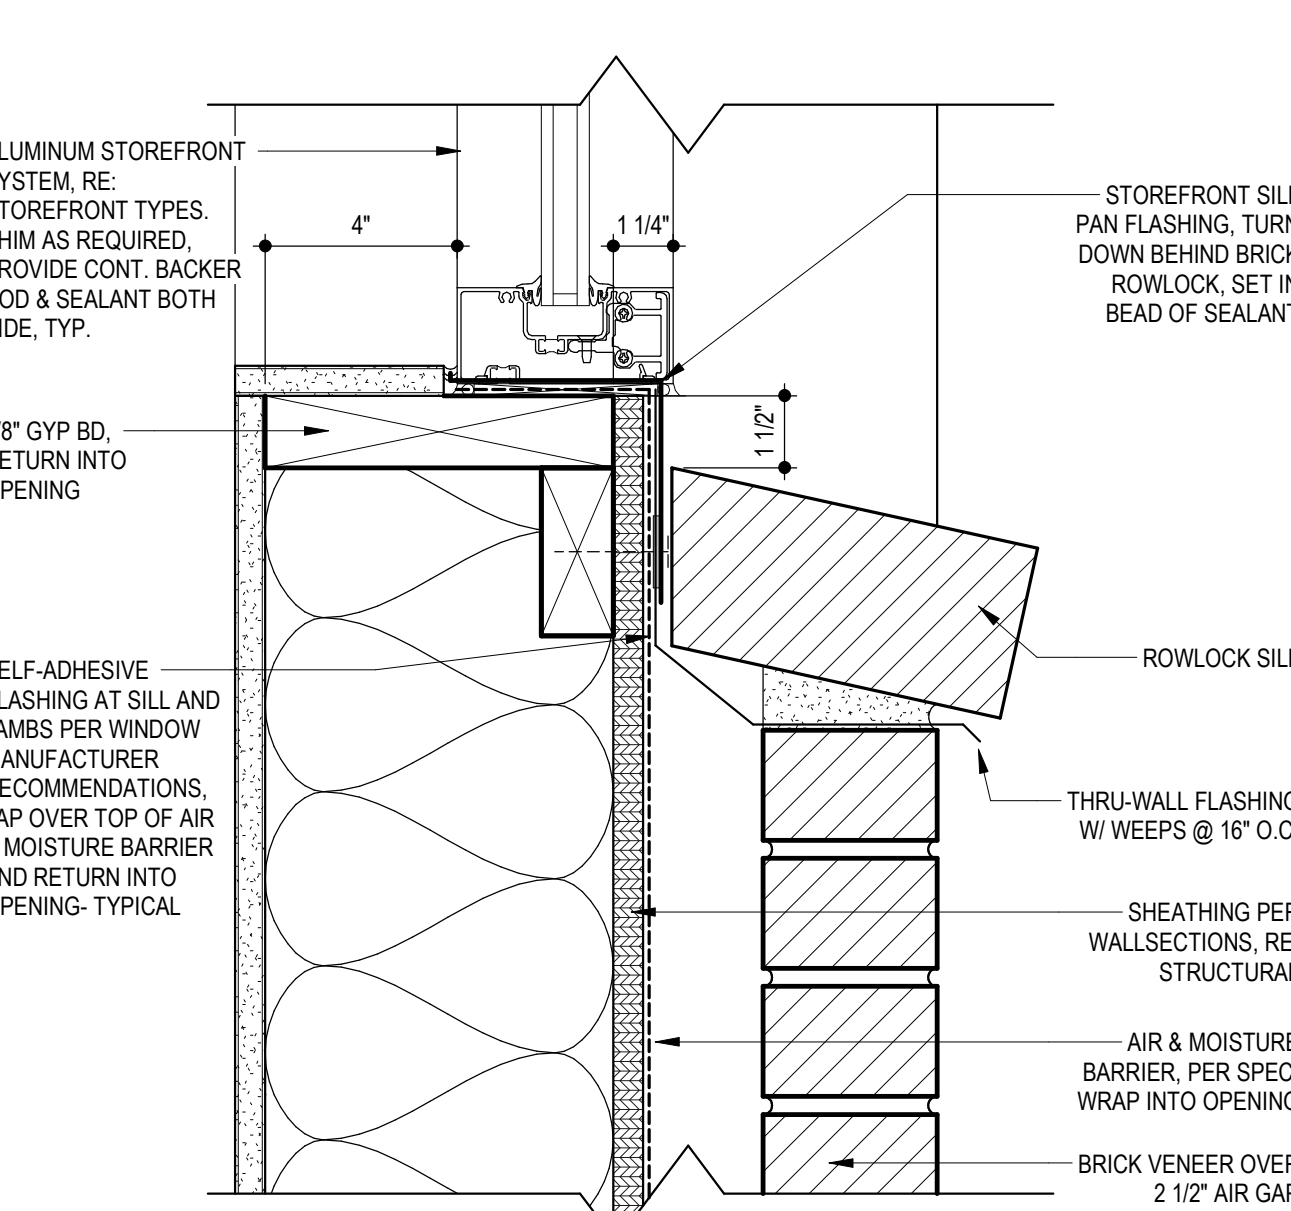 LUMINUM STOREFRONT
YSTEM, RE:
TOREFRONT TYPES.
HIM AS REQUIRED,
ROVIDE CONT. BACKER
OD & SEALANT BOTH
IDE, TYP.
4"
1 1/4"
STOREFRONT SILL
PAN FLASHING, TURN
DOWN BEHIND BRICK
ROWLOCK, SET IN
BEAD OF SEALANT
/8" GYP BD,
ETURN INTO
PENING
1 1/2"
ELF-ADHESIVE
LASHING AT SILL AND
AMBS PER WINDOW
ANUFACTURER
ECOMMENDATIONS,
AP OVER TOP OF AIR
MOISTURE BARRIER
ND RETURN INTO
PENING- TYPICAL
ROWLOCK SILL
THRU-WALL FLASHING
W/ WEEPS @ 16" O.C
SHEATHING PER
WALLSECTIONS, RE
STRUCTURAL
AIR & MOISTURE
BARRIER, PER SPEC
WRAP INTO OPENING
BRICK VENEER OVER
2 1/2" AIR GAP